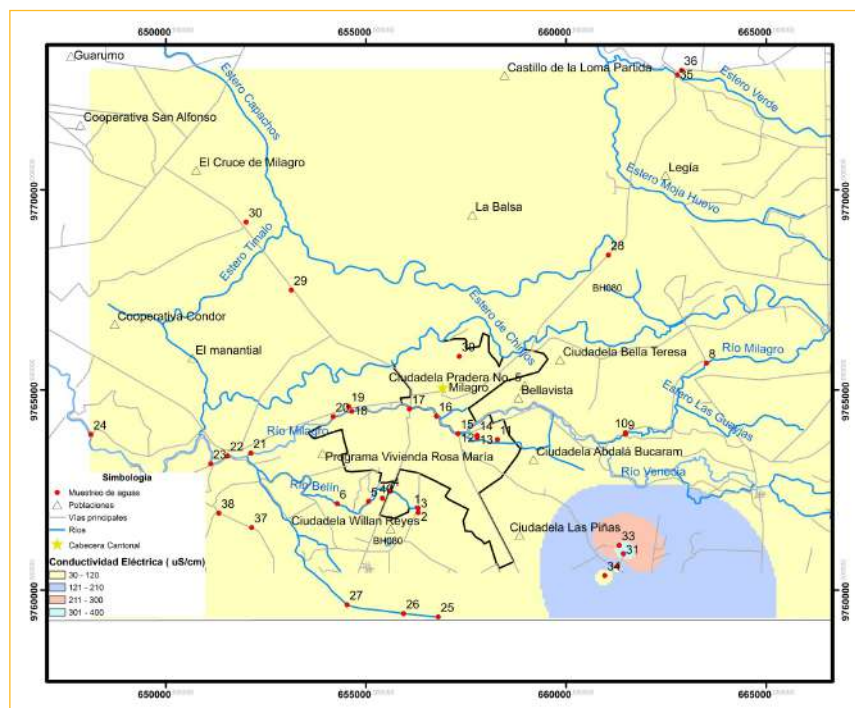 650000
655000
660000
665000
Guarumo
Castillo de la Loma Partida
36
35
Estero Verde
Estero Capachos
Cooperativa San Alfonso
El Cruce de Milagro
Legía
Estero Moja Huevo
9770000
9770000
La Balsa
30
Estero Timalo
28
BH080
29
Estero de Chirijos
Cooperativa Condor
El manantial
39
Ciudadela Bella Teresa
8
Río Milagro
Ciudadela Pradera No. 5
Milagro
Bellavista
9765000
9765000
Estero Las Guaijas
19
20
18
17
16
15
14
12
13
11
10
9
24
Río Milagro
21
22
23
Programa Vivienda Rosa María
Ciudadela Abdalá Bucaram
Río Venecia
Río Belín
6
5
40
13
2
38
37
Ciudadela Willan Reyes
BH080
Ciudadela Las Piñas
33
31
34
27
26
25
9760000
9760000
Simbología
Muestreo de aguas
Poblaciones
Vías principales
Ríos
Cabecera Cantonal
Conductividad Eléctrica ( uS/cm)
30 - 120
121 - 210
211 - 300
301 - 400
650000
655000
660000
665000